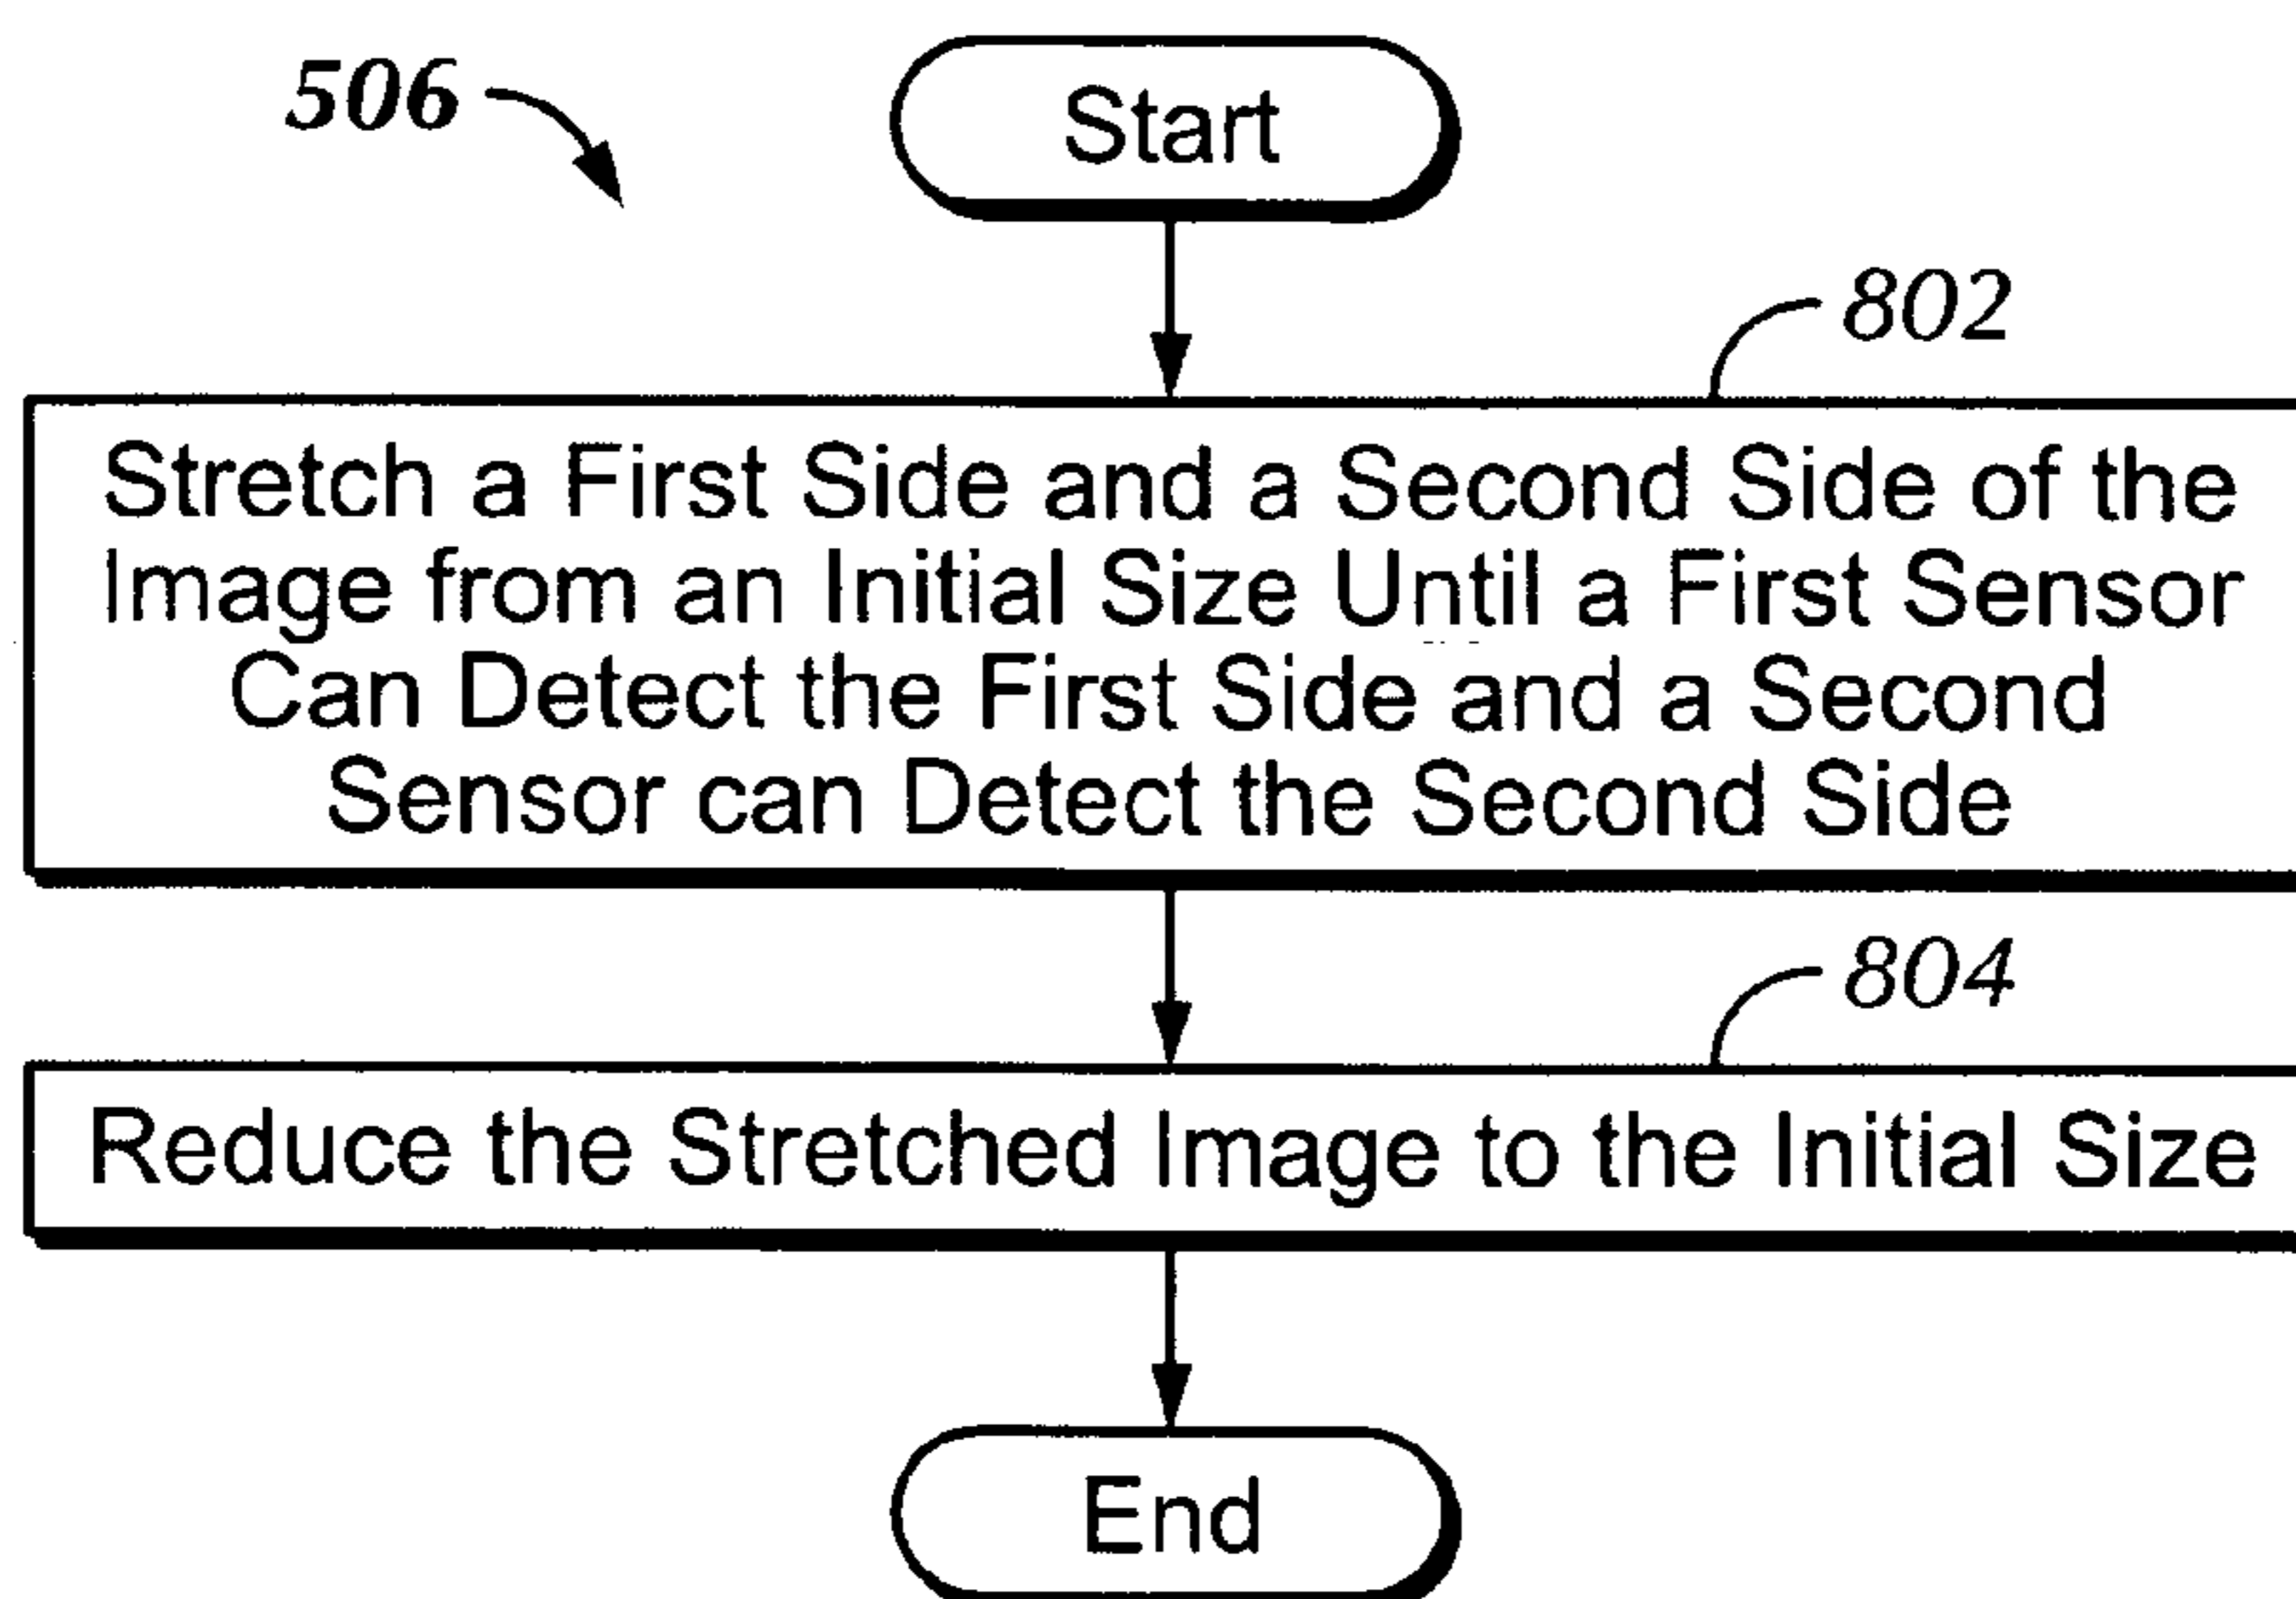 506
Start
802
Stretch a First Side and a Second Side of the
Image from an Initial Size Until a First Sensor
Can Detect the First Side and a Second
Sensor can Detect the Second Side
804
Reduce the Stretched Image to the Initial Size
End